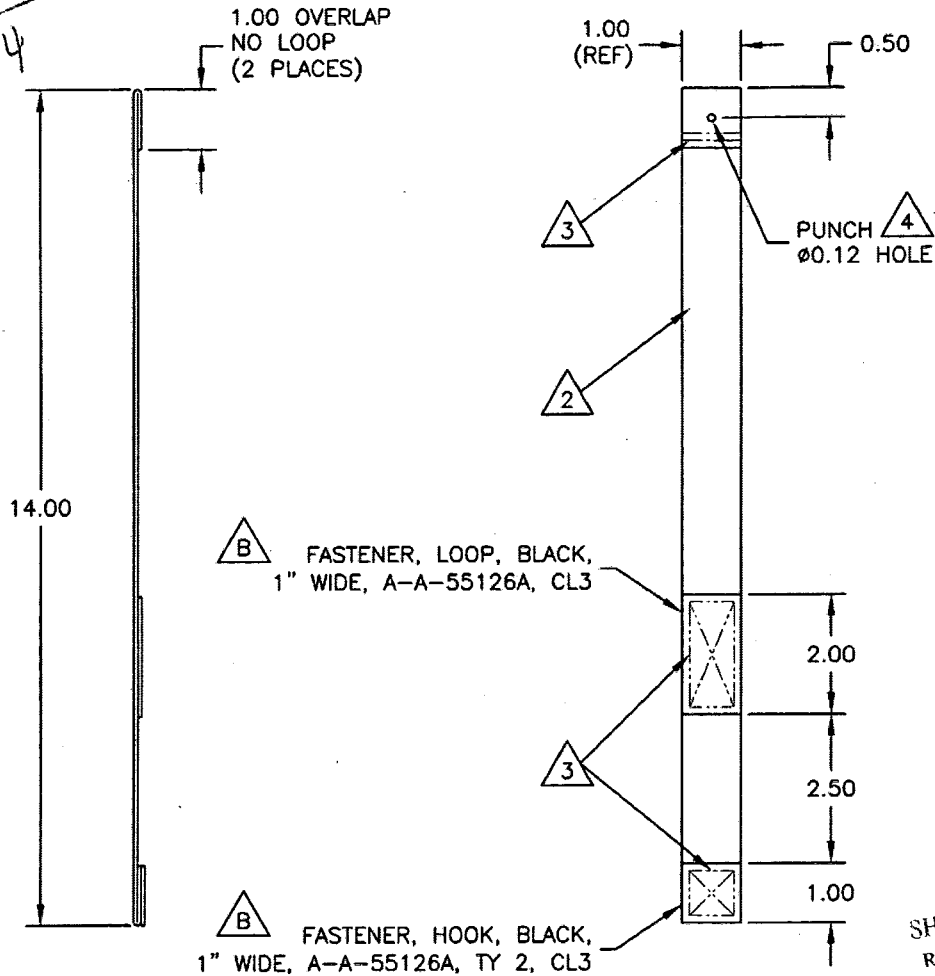 4
1.00 OVERLAP
NO LOOP
(2 PLACES)
1.00
(REF)
0.50
3
PUNCH 4
ø0.12 HOLE
2
14.00
B FASTENER, LOOP, BLACK,
1" WIDE, A-A-55126A, CL3
2.00
3
2.50
1.00
B FASTENER, HOOK, BLACK,
1" WIDE, A-A-55126A, TY 2, CL3